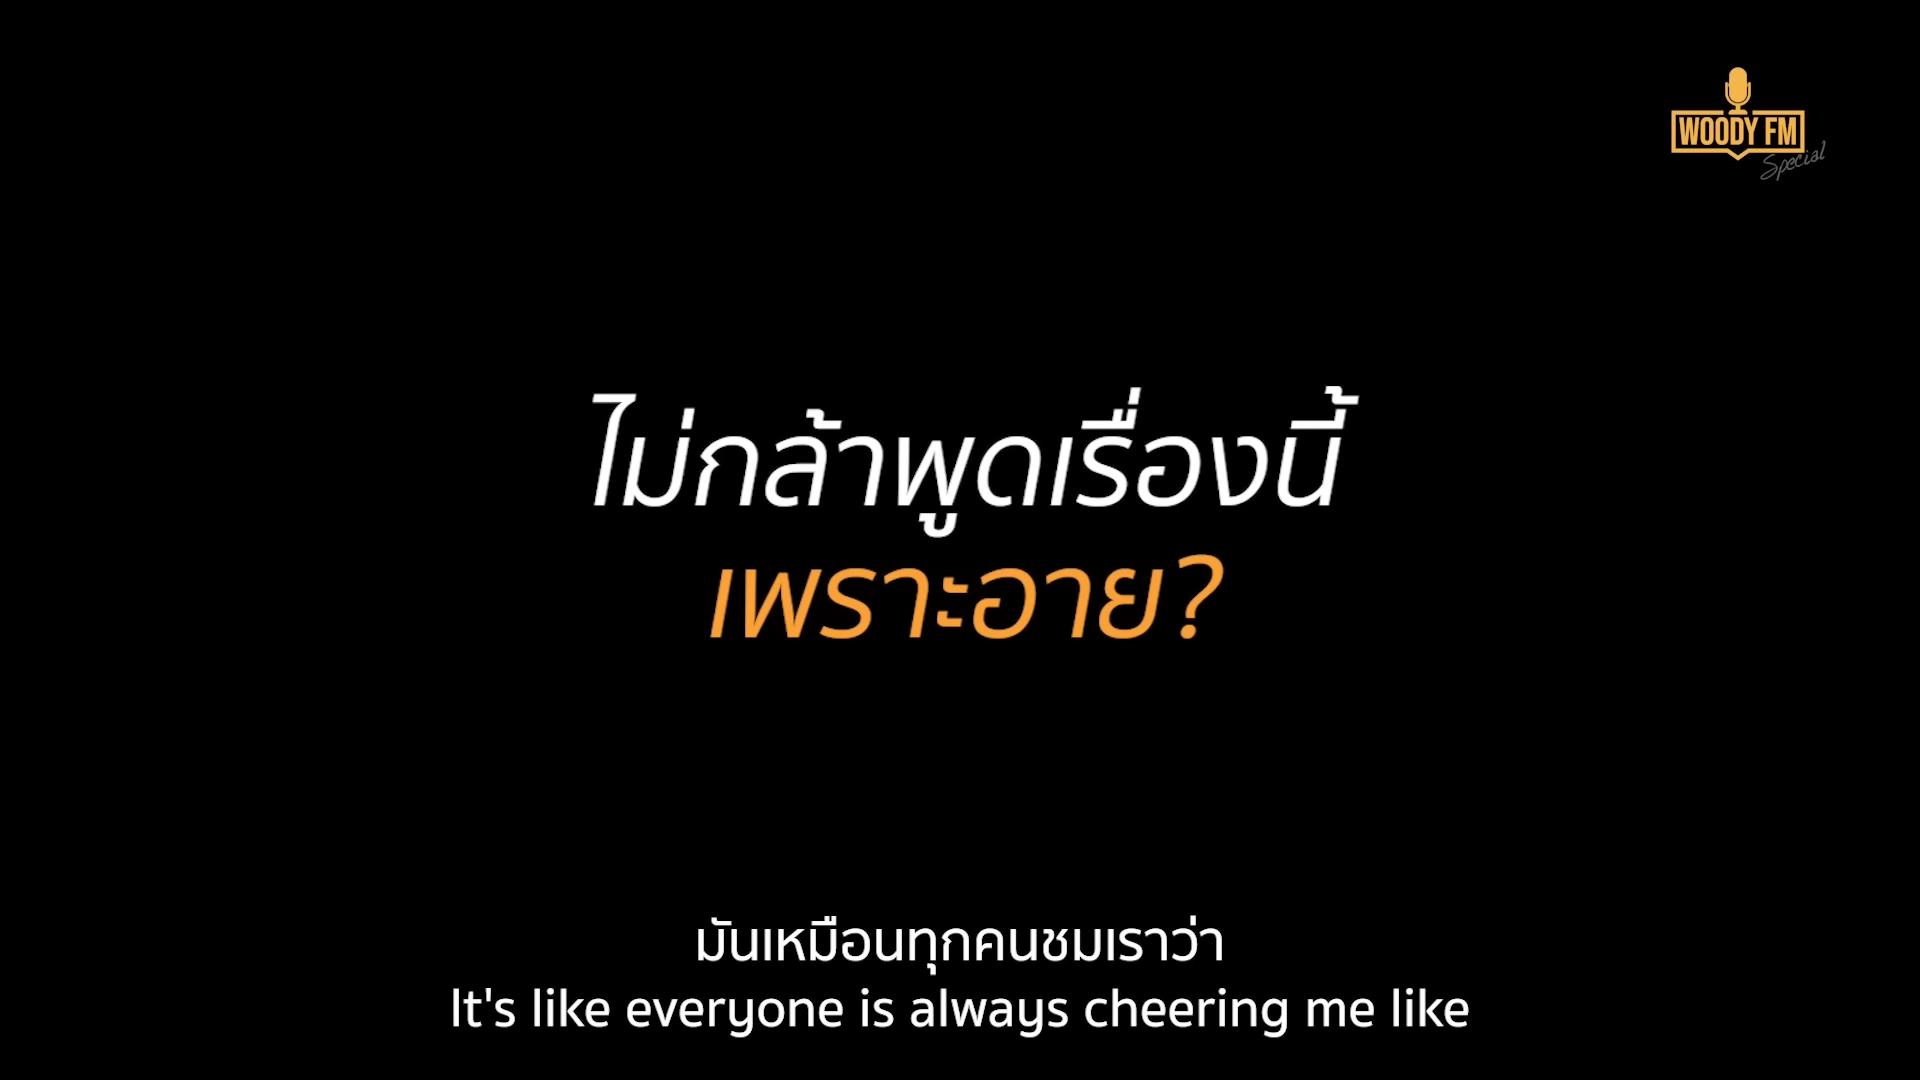 WOODY FM
Special
ไม่กล้าพูดเรื่องนี้
เพราะอาย?
มันเหมือนทุกคนชมเราว่า
It's like everyone is always cheering me like